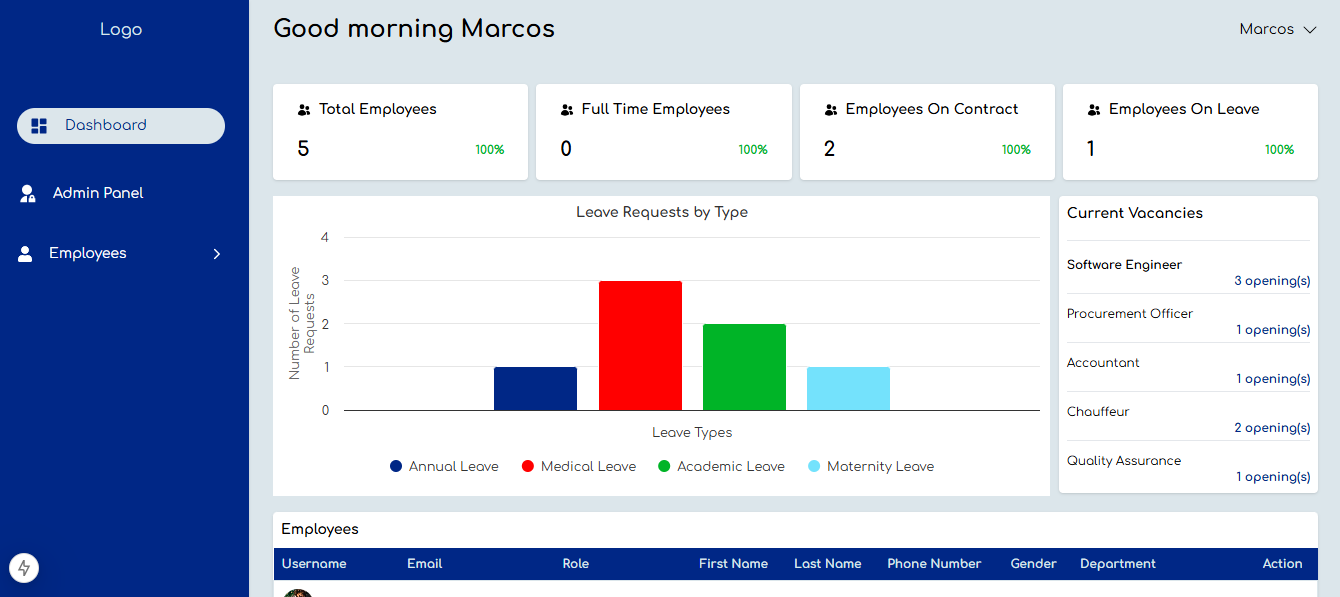 Logo
Good morning Marcos
Marcos
Dashboard
Admin Panel
Employees
Total Employees
5
100%
Full Time Employees
0
100%
Employees On Contract
2
100%
Employees On Leave
1
100%
Leave Requests by Type
Number of Leave
Requests
4
3
2
1
0
Leave Types
Annual Leave
Medical Leave
Academic Leave
Maternity Leave
Current Vacancies
Software Engineer
3 opening(s)
Procurement Officer
1 opening(s)
Accountant
1 opening(s)
Chauffeur
2 opening(s)
Quality Assurance
1 opening(s)
Employees
Username Email Role First Name Last Name Phone Number Gender Department Action